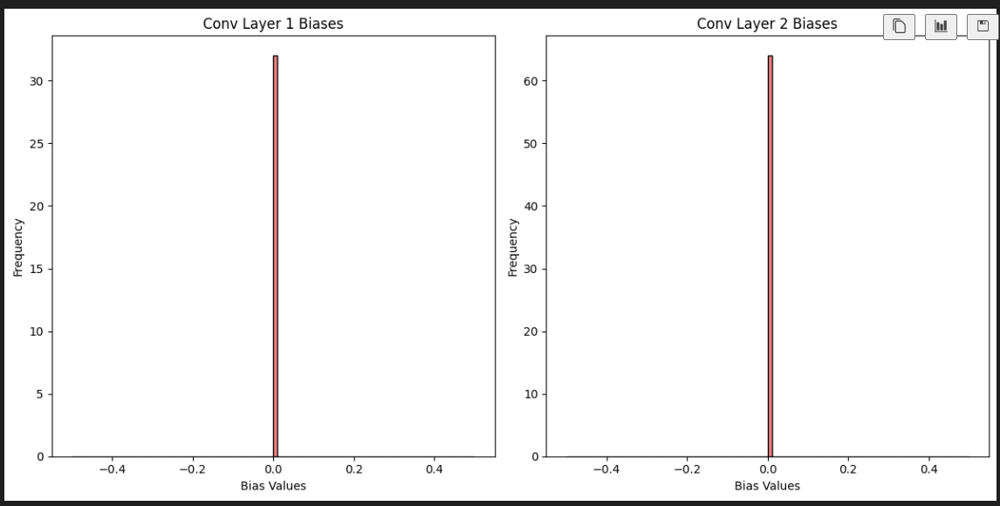 Conv Layer 1 Biases
Frequency
30
25
20
15
10
5
0
−0.4 −0.2 0.0 0.2 0.4
Bias Values
Conv Layer 2 Biases
Frequency
60
50
40
30
20
10
0
−0.4 −0.2 0.0 0.2 0.4
Bias Values